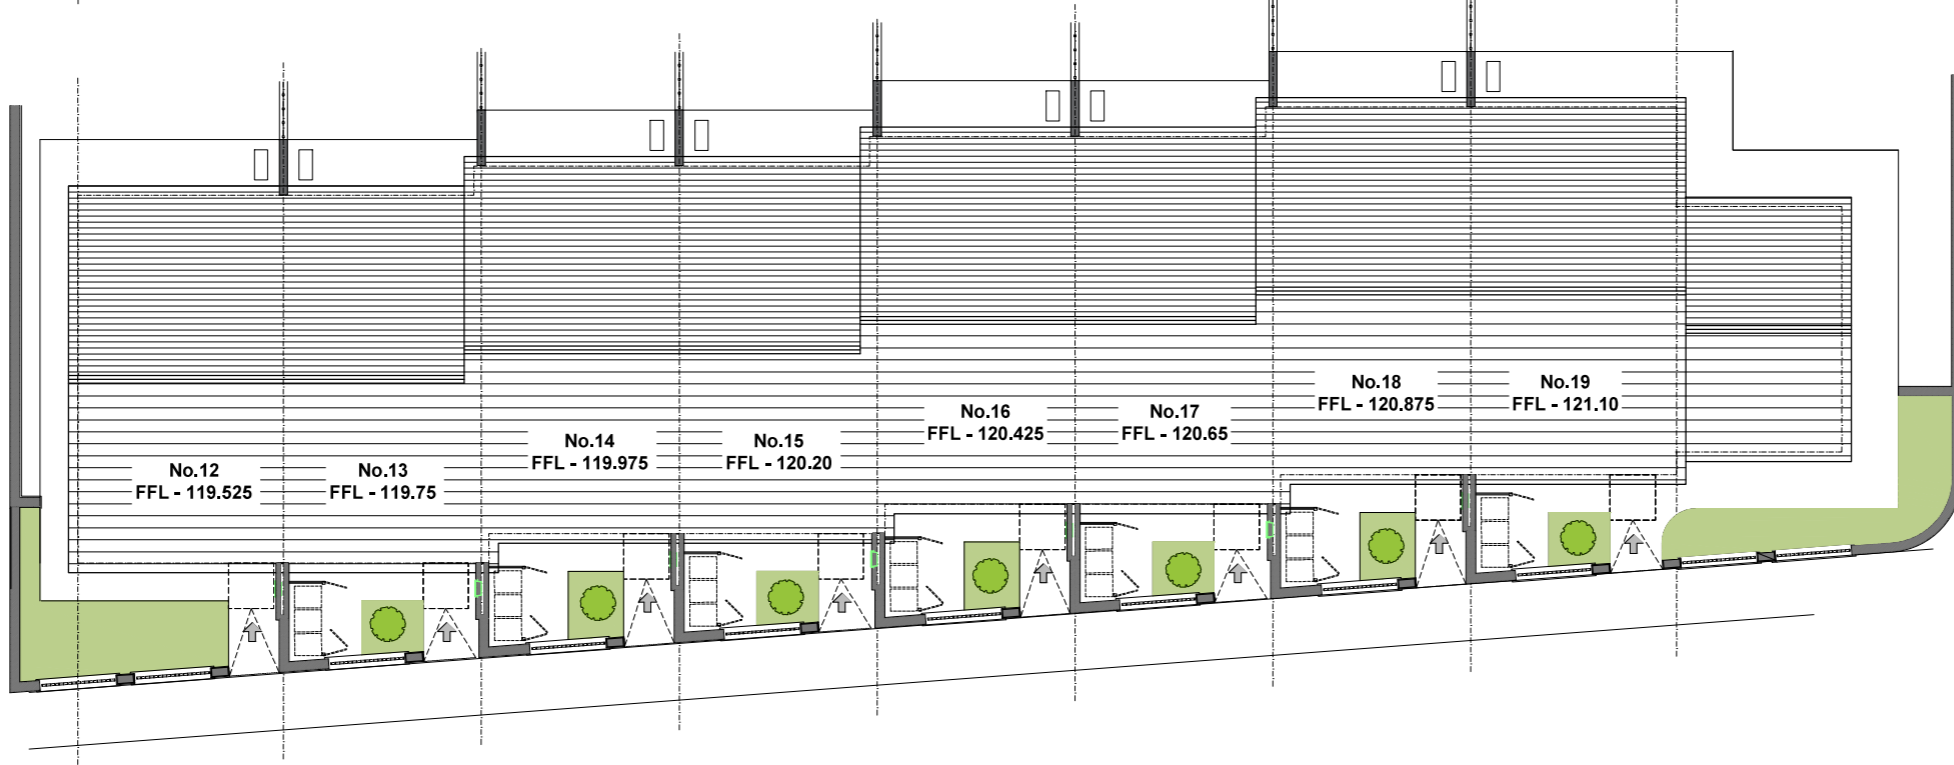 No.12
FFL - 119.525
No.13
FFL - 119.75
No.14
FFL - 119.975
No.15
FFL - 120.20
No.16
FFL - 120.425
No.17
FFL - 120.65
No.18
FFL - 120.875
No.19
FFL - 121.10